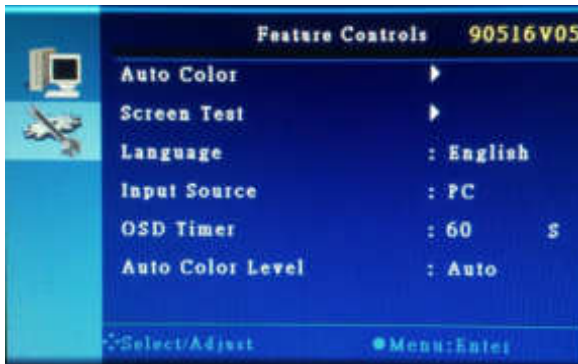 Feature Controls 90516V05
Auto Color
Screen Test
Language : English
Input Source : PC
OSD Timer : 60 S
Auto Color Level : Auto
Select/Adjust Menu:Enter